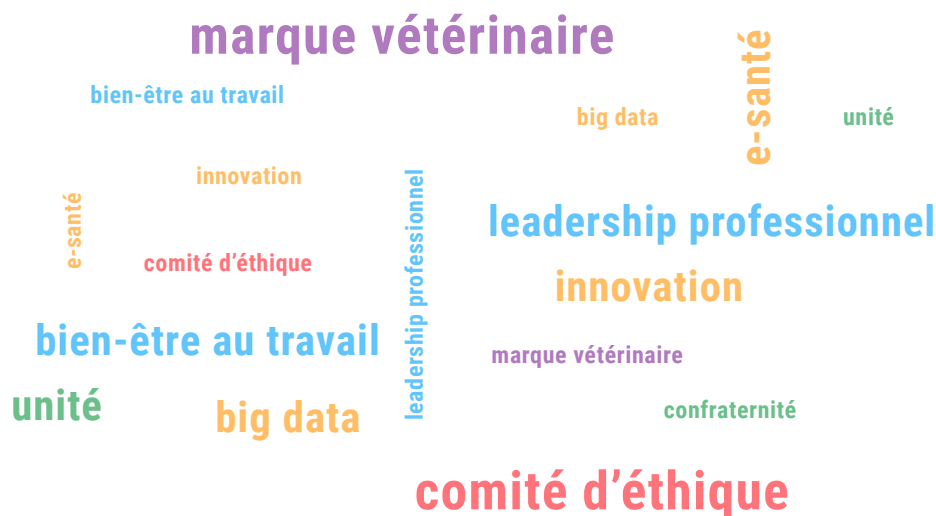 marque vétérinaire
e-santé
bien-être au travail
big data
unité
innovation
leadership professionnel
e-santé
leadership professionnel
comité d’éthique
innovation
bien-être au travail
marque vétérinaire
unité
big data
confraternité
comité d’éthique